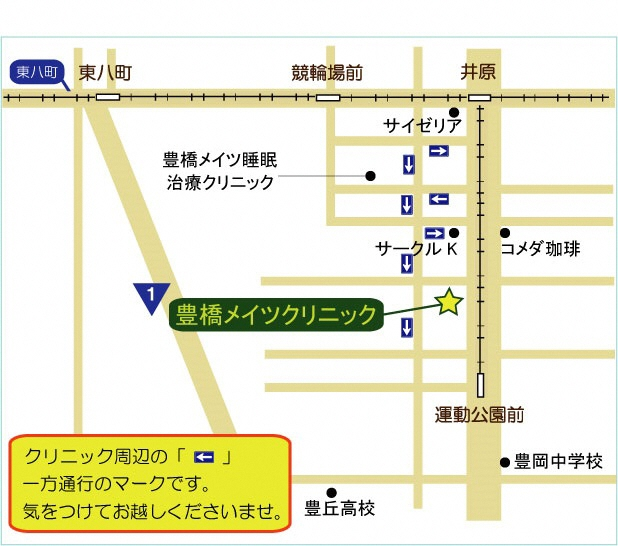 東八町
東八町
競輪場前
井原
サイゼリア
豊橋メイツ睡眠
治療クリニック
サークルK
コメダ珈琲
1
豊橋メイツクリニック
運動公園前
クリニック周辺の「 」
一方通行のマークです。
気をつけてお越しくださいませ。
豊岡中学校
豊丘高校